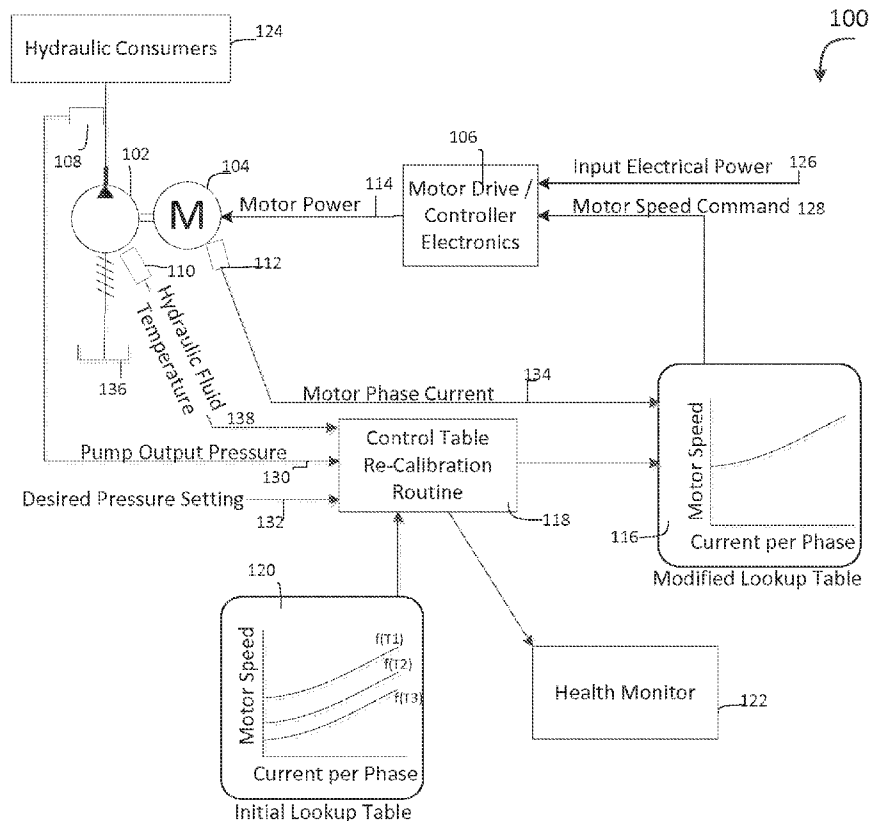 100
Hydraulic Consumers
124
108
102
104
M
Motor Power
114
106
Motor Drive /
Controller
Electronics
Input Electrical Power
126
Motor Speed Command
128
110
112
Hydraulic Fluid
Temperature
136
138
Motor Phase Current
134
Pump Output Pressure
130
Desired Pressure Setting
132
Control Table
Re-Calibration
Routine
118
Motor Speed
116
Current per Phase
Modified Lookup Table
120
Motor Speed
f(T1)
f(T2)
f(T3)
Current per Phase
Initial Lookup Table
Health Monitor
122